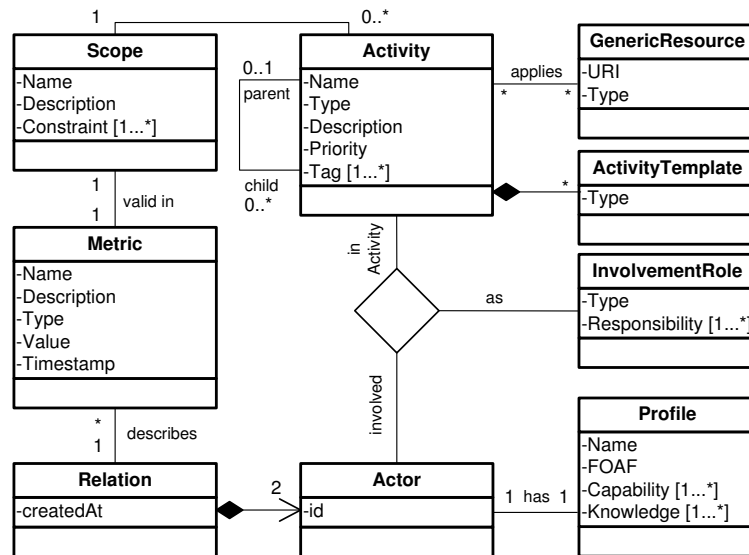 1
0..*
Scope
-Name
-Description
-Constraint [1...*]
Activity
-Name
-Type
-Description
-Priority
-Tag [1...*]
0..1
parent
child
0..*
GenericResource
-URI
-Type
applies
*
*
ActivityTemplate
-Type
*
1
valid in
1
Metric
-Name
-Description
-Type
-Value
-Timestamp
in
Activity
InvolvementRole
-Type
-Responsibility [1...*]
as
involved
*
describes
1
Relation
-createdAt
2
Actor
-id
1 has 1
Profile
-Name
-FOAF
-Capability [1...*]
-Knowledge [1...*]